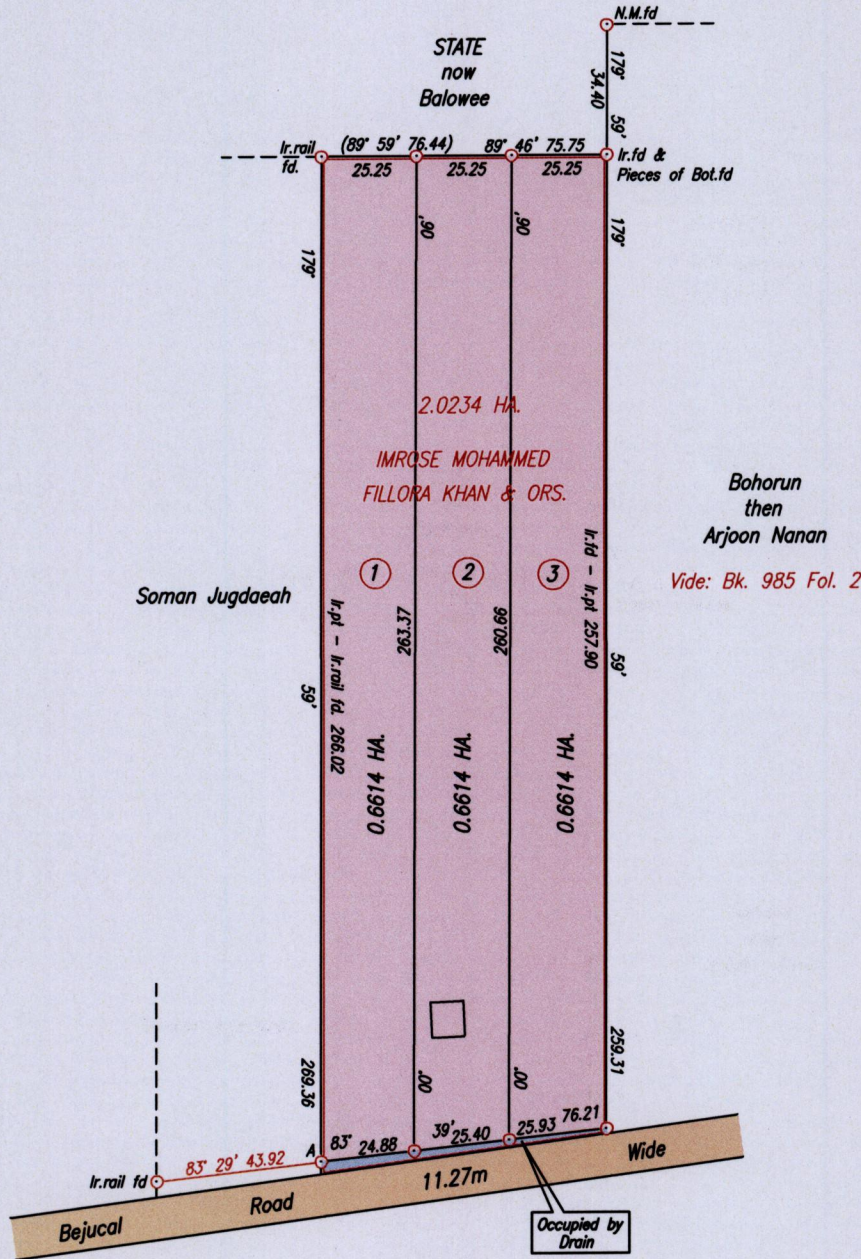 N.M.fd
STATE
now
Balowee
179°
34.40
59'
Ir.rail
fd.
(89° 59' 76.44)
89° 46' 75.75
Ir.fd &
Pieces of Bot.fd
25.25
25.25
25.25
179°
90'
90'
179°
2.0234 HA.
IMROSE MOHAMMED
FILLORA KHAN & ORS.
Bohorun
then
Arjoon Nanan
Vide: Bk. 985 Fol. 2
Soman Jugdaeah
1
2
3
Ir.pt - Ir.rail fd. 266.02
263.37
260.66
Ir.fd - Ir.pt 257.90
59'
59'
0.6614 HA.
0.6614 HA.
0.6614 HA.
269.36
00'
00'
259.31
A
83°
24.88
39'
25.40
25.93
76.21
Ir.rail fd
83° 29' 43.92
Bejucal
Road
11.27m
Wide
Occupied by
Drain